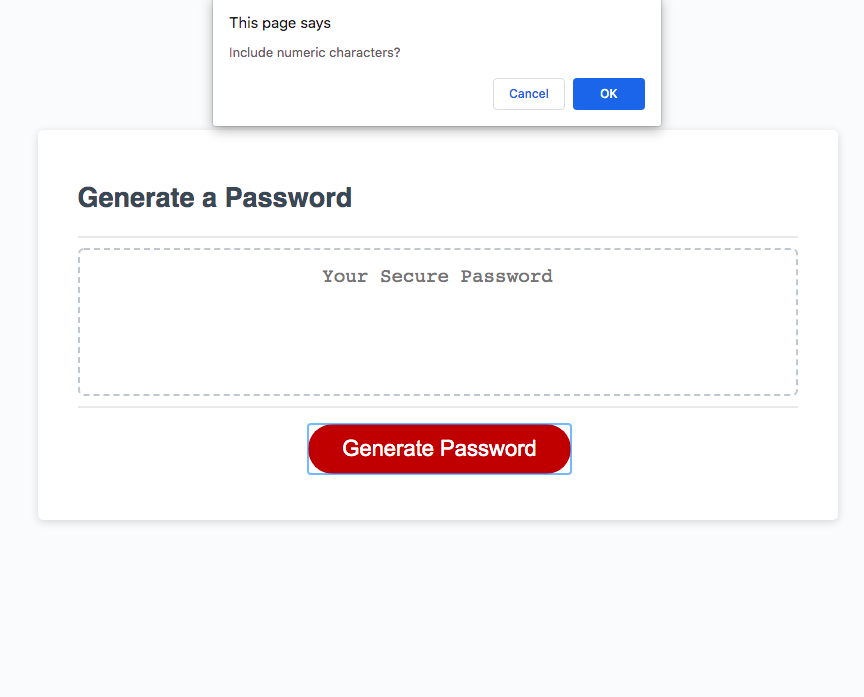 This page says
Include numeric characters?
Cancel OK
Generate a Password
Your Secure Password
Generate Password